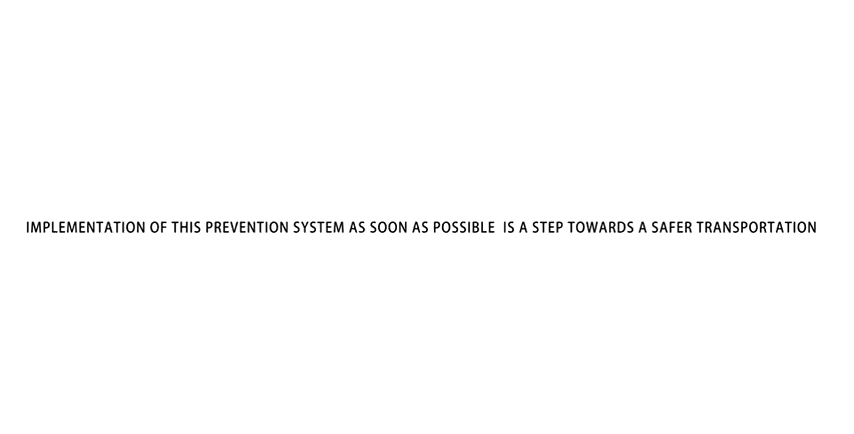 IMPLEMENTATION OF THIS PREVENTION SYSTEM AS SOON AS POSSIBLE  IS A STEP TOWARDS A SAFER TRANSPORTATION